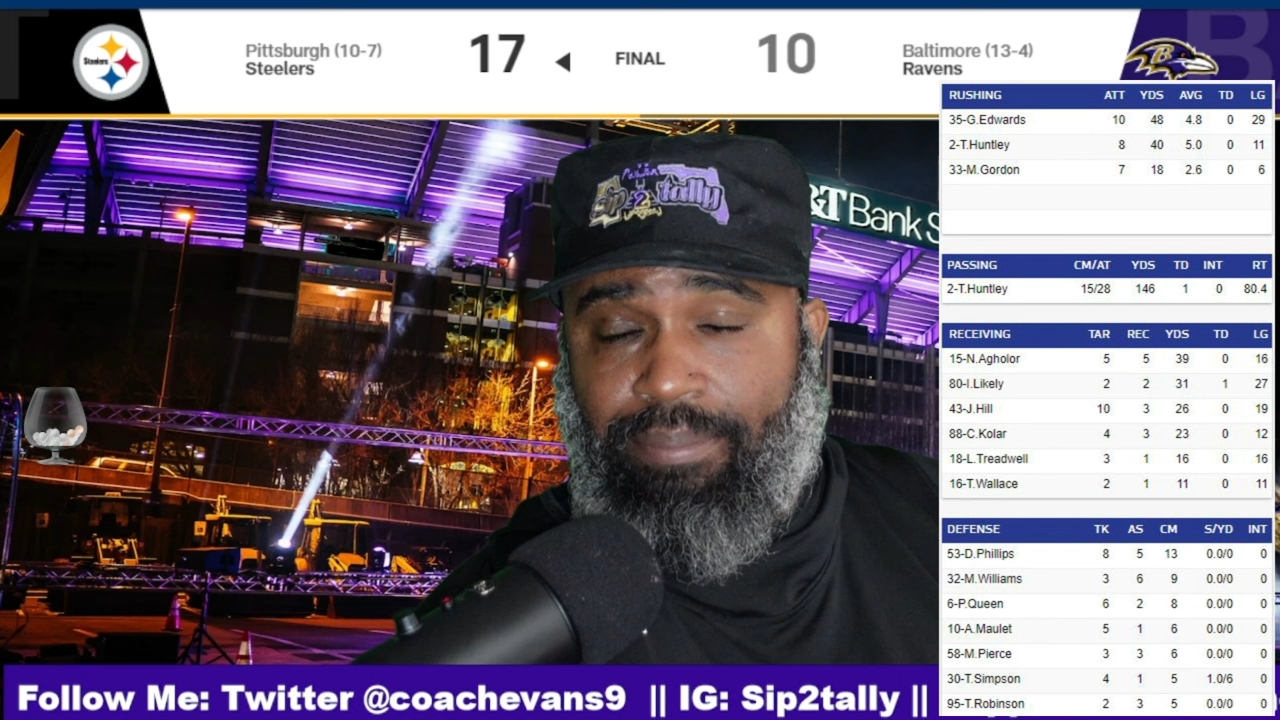 Pittsburgh (10-7)
Steelers
17
FINAL
10
Baltimore (13-4)
Ravens
Steelers
B
RUSHING ATT YDS AVG TD LG
35-G.Edwards 10 48 4.8 0 29
2-T.Huntley 8 40 5.0 0 11
33-M.Gordon 7 18 2.6 0 6
PASSING CM/AT YDS TD INT RT
2-T.Huntley 15/28 146 1 0 80.4
RECEIVING TAR REC YDS TD LG
15-N.Agholor 5 5 39 0 16
80-I.Likely 2 2 31 1 27
43-J.Hill 10 3 26 0 19
88-C.Kolar 4 3 23 0 12
18-L.Treadwell 3 1 16 0 16
16-T.Wallace 2 1 11 0 11
DEFENSE TK AS CM S/YD INT
53-D.Phillips 8 5 13 0.0/0 0
32-M.Williams 3 6 9 0.0/0 0
6-P.Queen 6 2 8 0.0/0 0
10-A.Maulet 5 1 6 0.0/0 0
58-M.Pierce 3 3 6 0.0/0 0
30-T.Simpson 4 1 5 1.0/6 0
95-T.Robinson 2 3 5 0.0/0 0
Sip 2 tally
&T Bank S
Follow Me: Twitter @coachevans9 || IG: Sip2tally ||